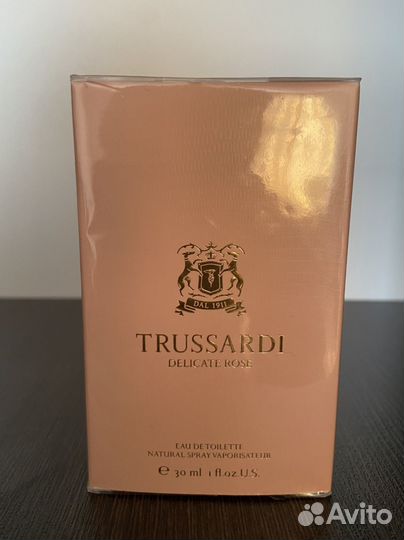 DAL 1911
TRUSSARDI
DELICATE ROSE
EAU DE TOILETTE
NATURAL SPRAY VAPORISATEUR
e 30 ml 1 fl.oz U.S.
Avito